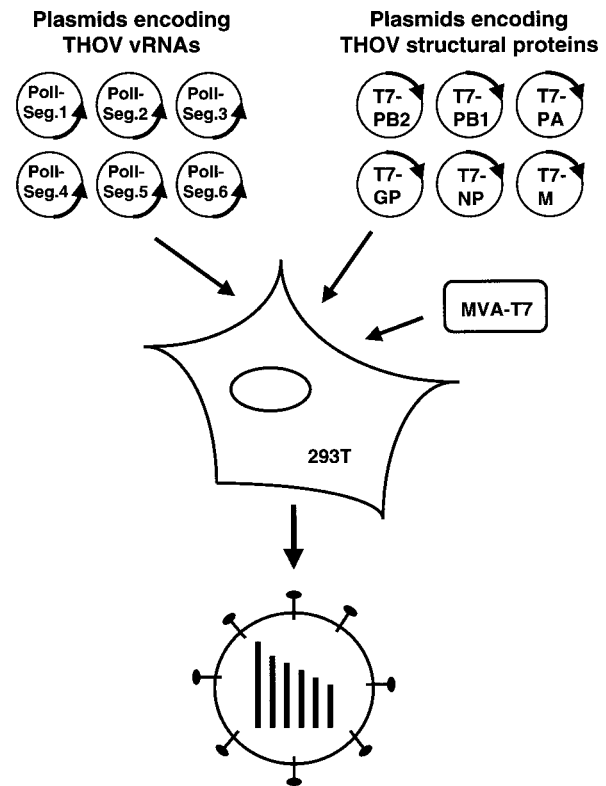 Plasmids encoding
THOV vRNAs
Plasmids encoding
THOV structural proteins
PolI-
Seg.1
PolI-
Seg.2
PolI-
Seg.3
T7-
PB2
T7-
PB1
T7-
PA
PolI-
Seg.4
PolI-
Seg.5
PolI-
Seg.6
T7-
GP
T7-
NP
T7-
M
MVA-T7
293T